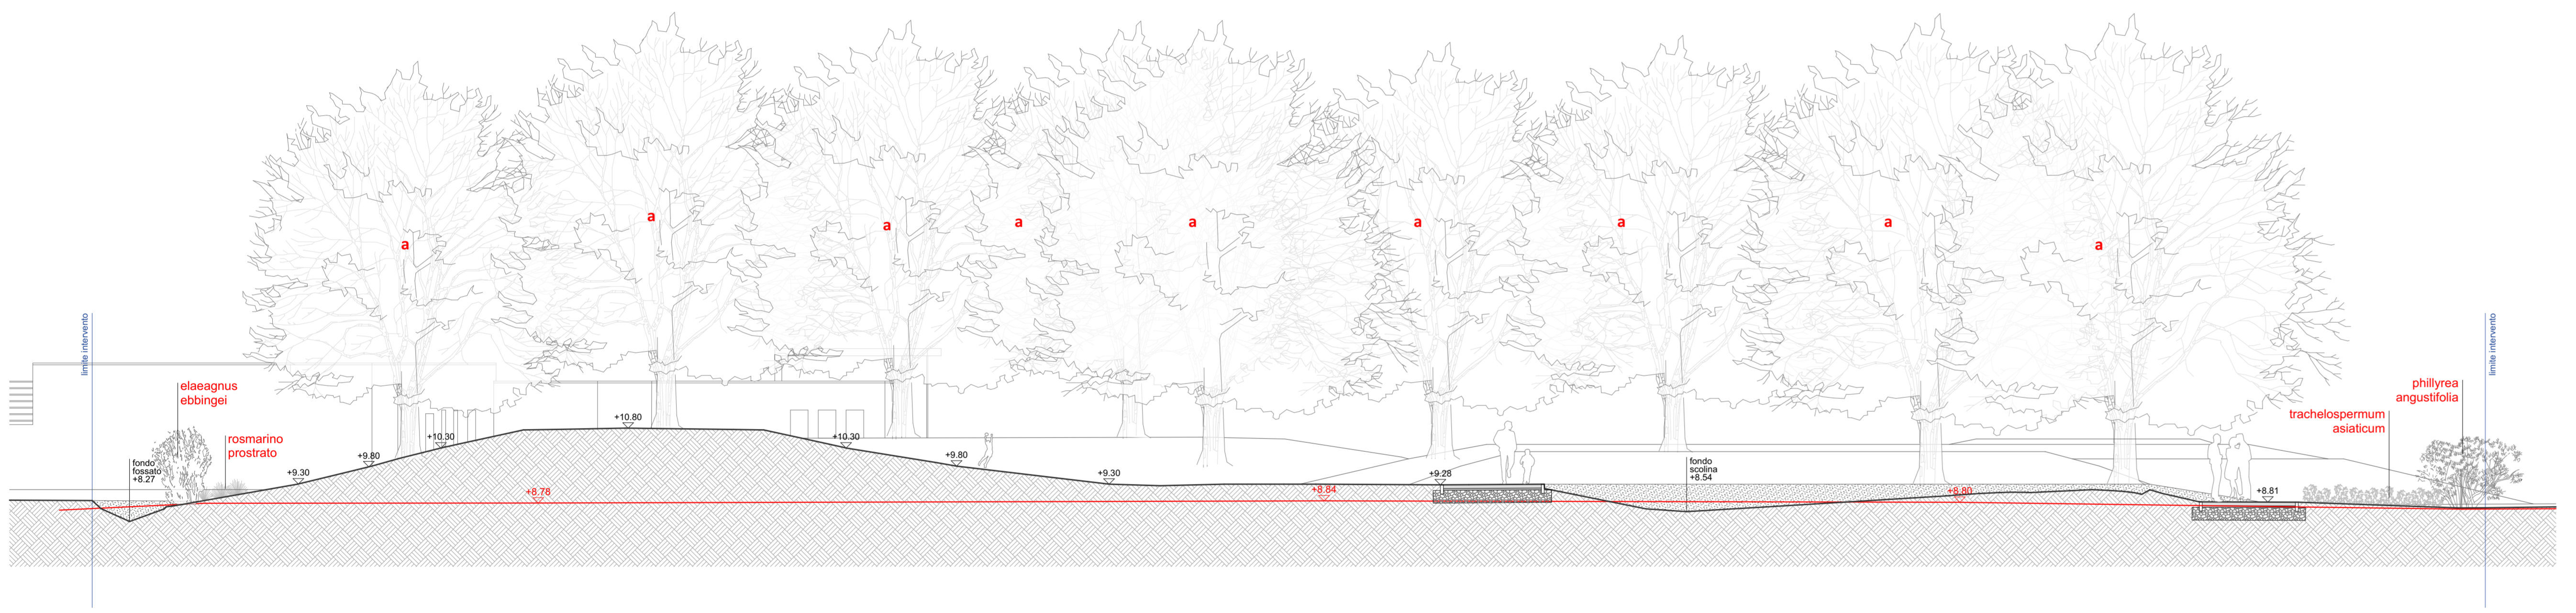 a
a
a
a
a
a
a
a
a
limite intervento
limite intervento
elaeagnus
ebbingei
rosmarino
prostrato
phillyrea
angustifolia
trachelospermum
asiaticum
fondo
fossato
+8.27
+9.30
+9.80
+10.30
+10.80
+10.30
+9.80
+9.30
+9.28
fondo
scolina
+8.54
+8.81
+8.78
+8.84
+8.80